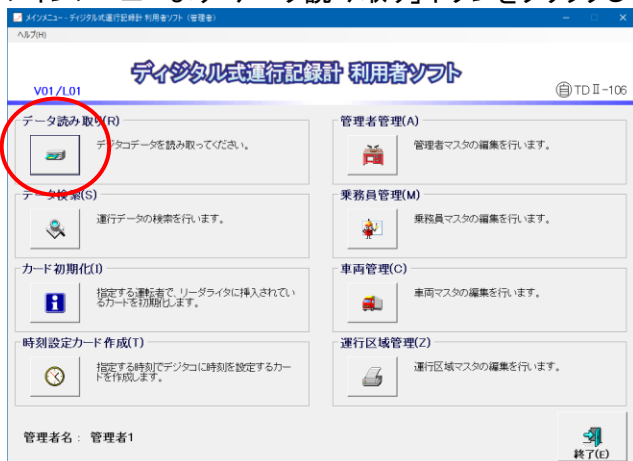 メインメニュー - ディジタル式運行記録計 利用者ソフト (管理者)
ヘルプ(H)
ディジタル式運行記録計 利用者ソフト
V01/L01
自 TDⅡ-106
データ読み取り(R)
デジタコデータを読み取ってください。
管理者管理(A)
管理者マスタの編集を行います。
データ検索(S)
運行データの検索を行います。
乗務員管理(M)
乗務員マスタの編集を行います。
カード初期化(I)
指定する運転者で、リーダライタに挿入されてい
るカードを初期化します。
車両管理(C)
車両マスタの編集を行います。
時刻設定カード作成(T)
指定する時刻でデジタコに時刻を設定するカー
ドを作成します。
運行区域管理(Z)
運行区域マスタの編集を行います。
管理者名: 管理者1
終了(E)